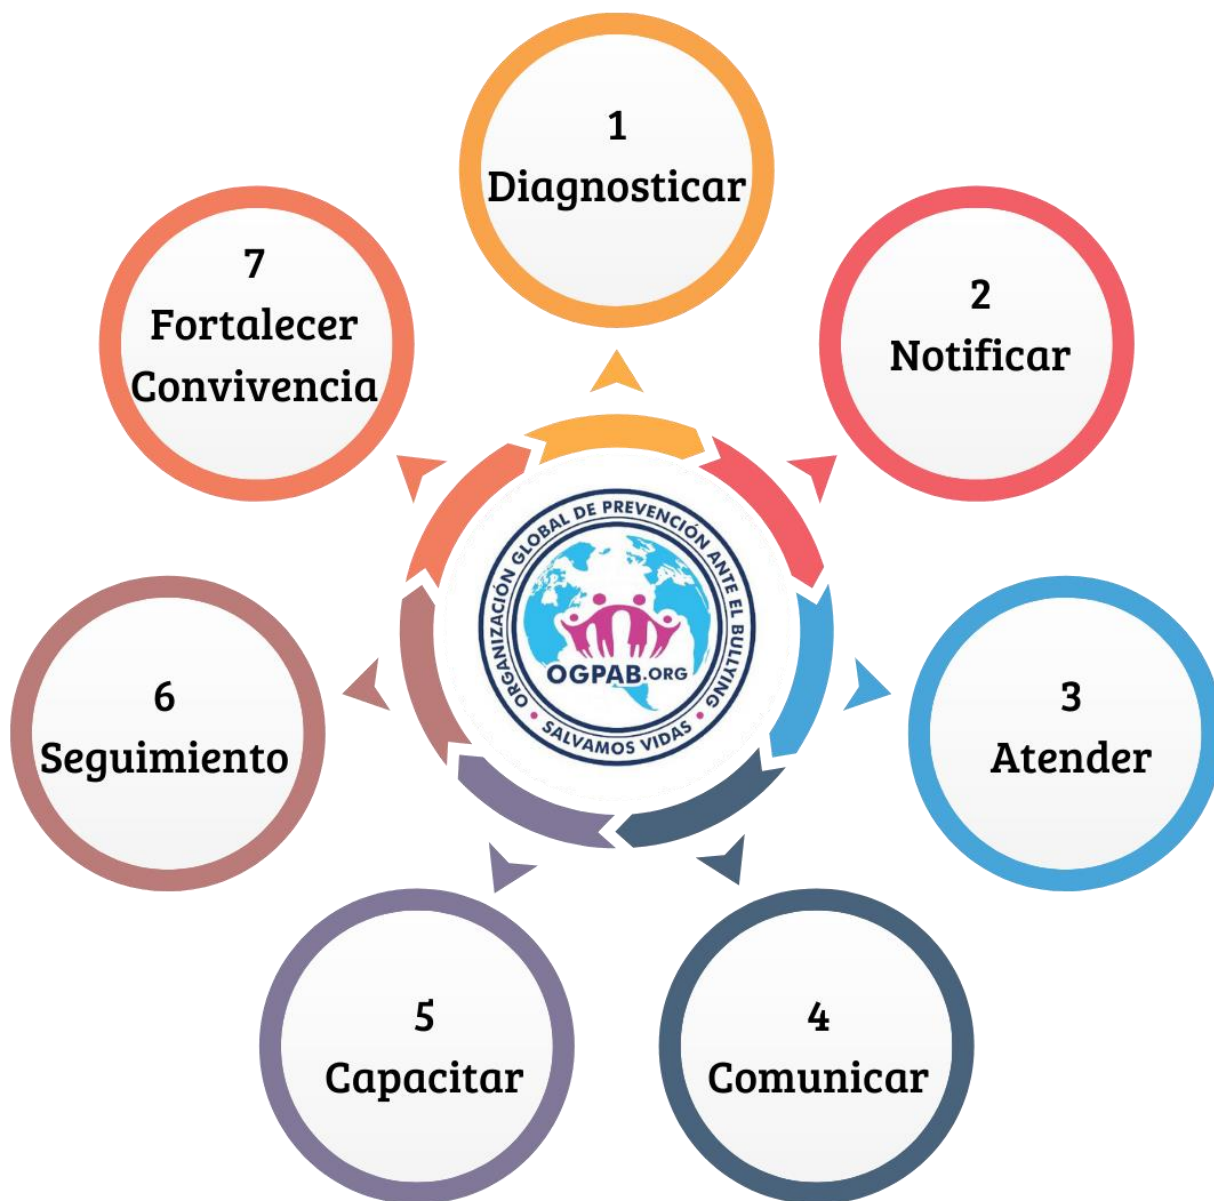 1
Diagnosticar
2
Notificar
3
Atender
4
Comunicar
5
Capacitar
6
Seguimiento
7
Fortalecer
Convivencia
ORGANIZACIÓN GLOBAL DE PREVENCIÓN ANTE EL BULLYING
OGPAB.ORG
• SALVAMOS VIDAS •